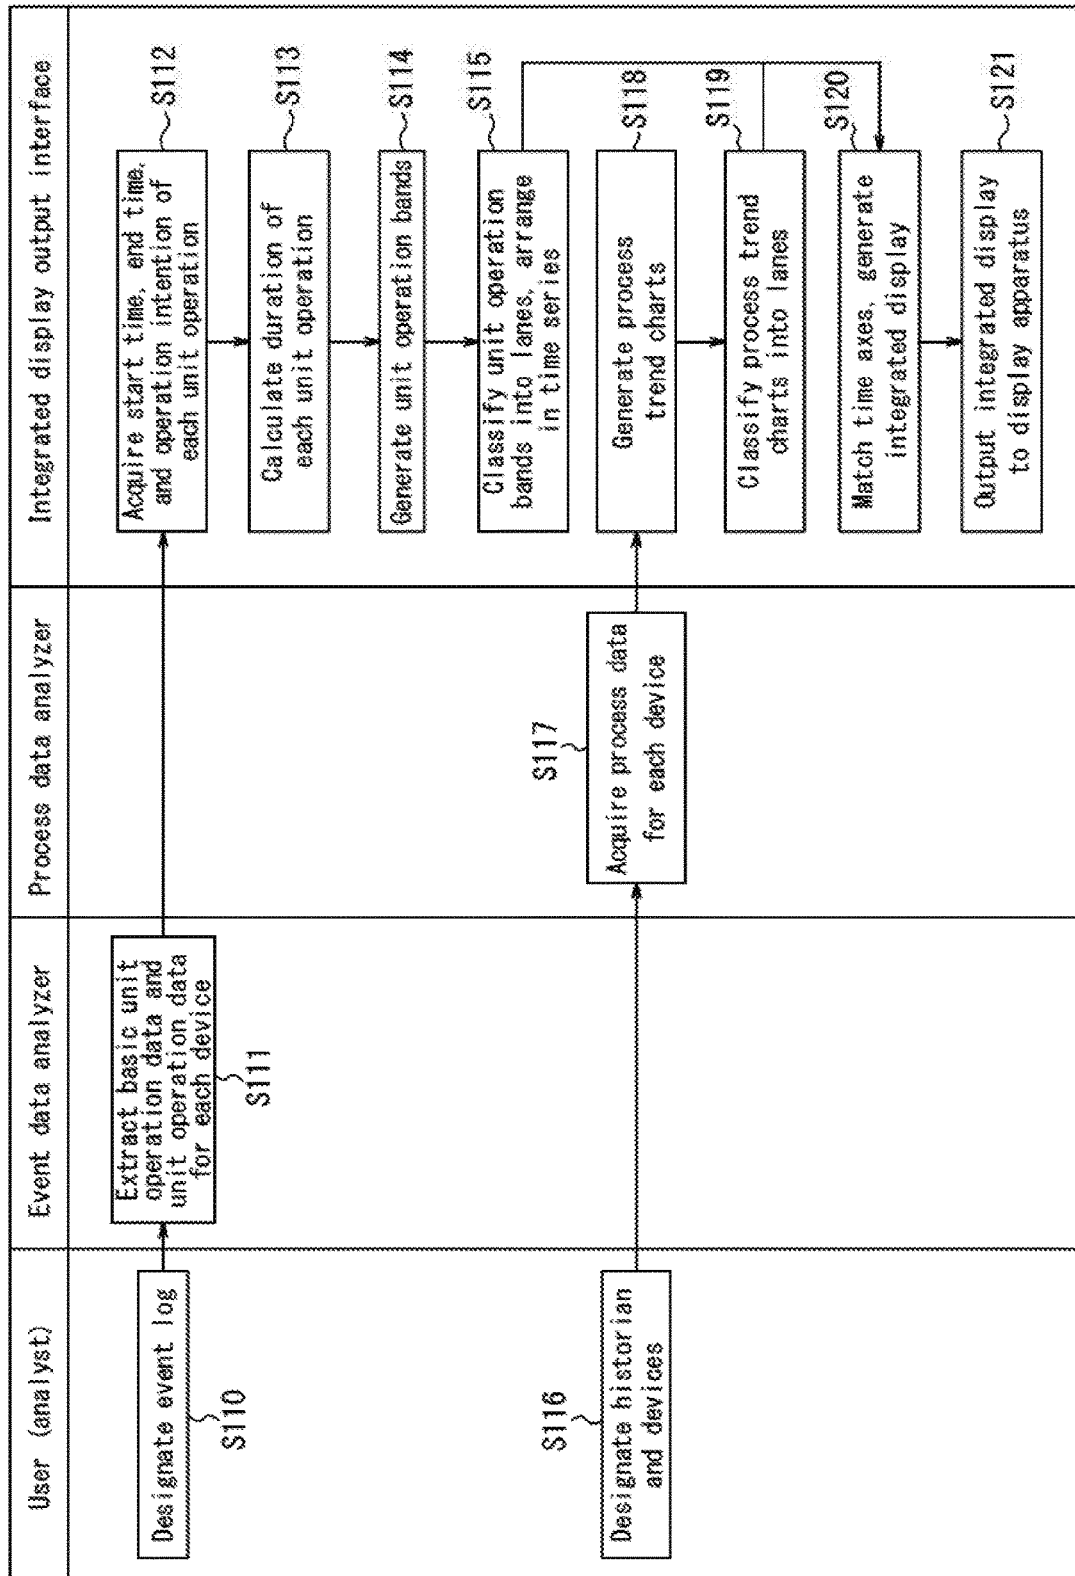 User (analyst)
Event data analyzer
Process data analyzer
Integrated display output interface
Designate event log
S110
Extract basic unit
operation data and
unit operation data
for each device
S111
Acquire start time, end time,
and operation intention of
each unit operation
S112
Calculate duration of
each unit operation
S113
Generate unit operation bands
S114
Classify unit operation
bands into lanes, arrange
in time series
S115
Designate historian
and devices
S116
Acquire process data
for each device
S117
Generate process
trend charts
S118
Classify process trend
charts into lanes
S119
Match time axes, generate
integrated display
S120
Output integrated display
to display apparatus
S121